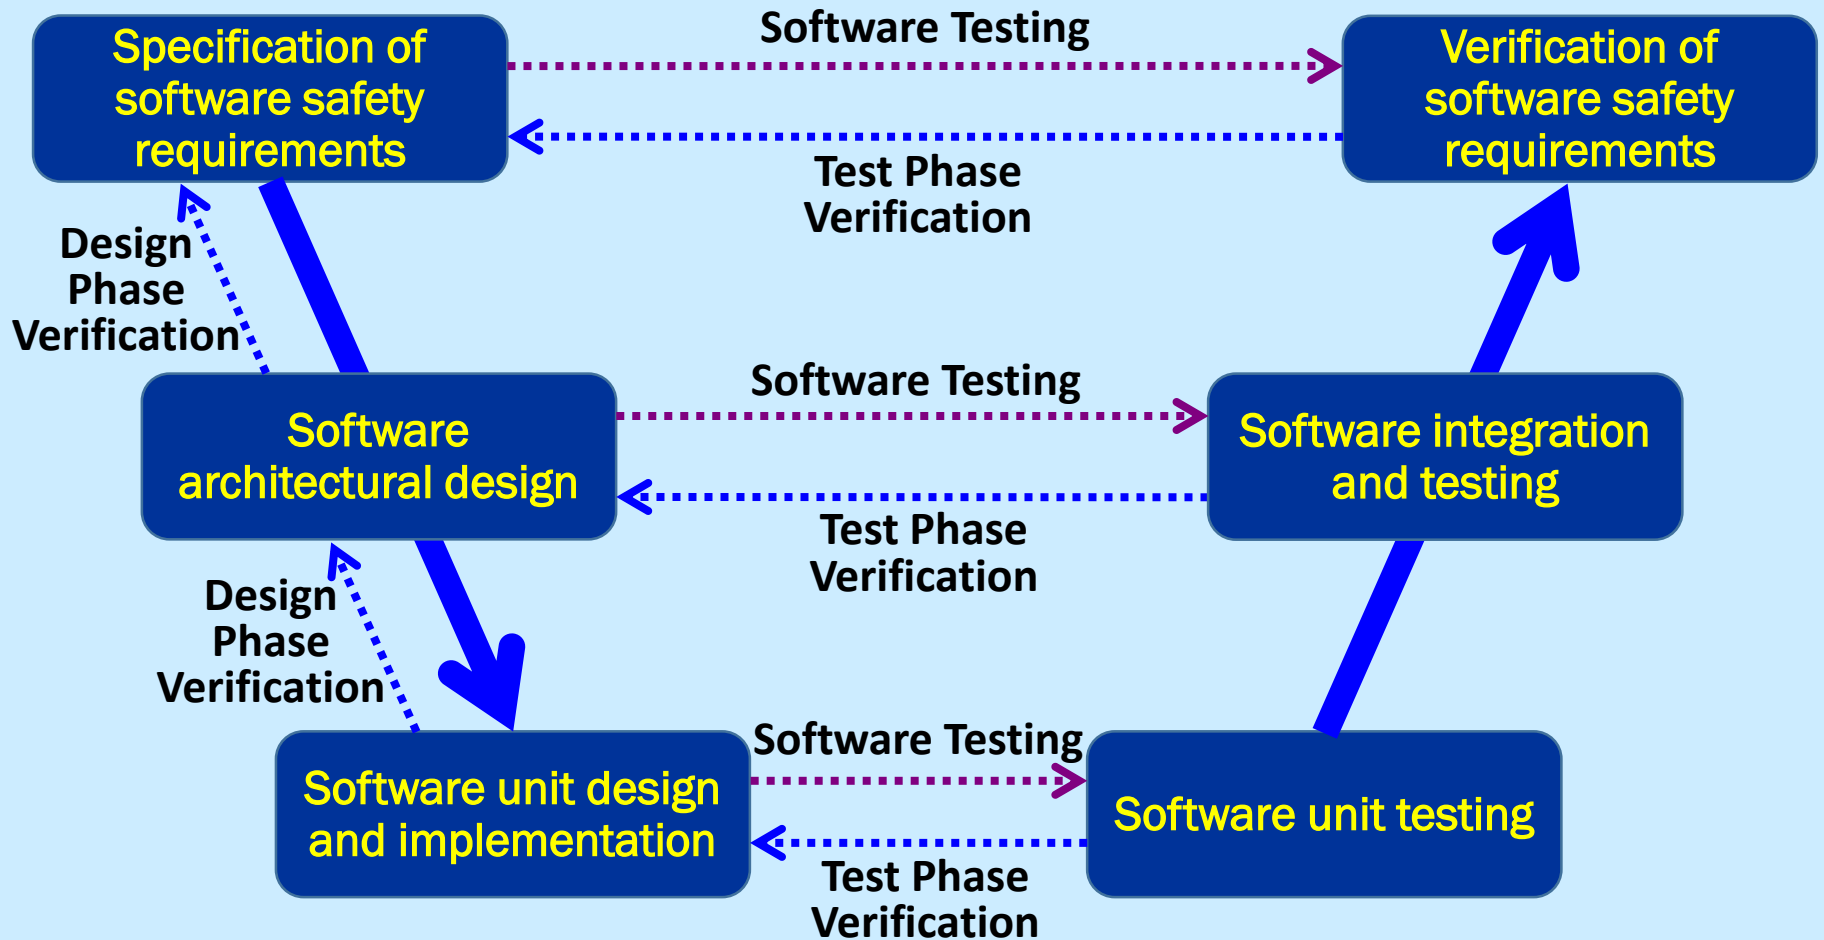 Specification of
software safety
requirements
Software Testing
Verification of
software safety
requirements
Test Phase
Verification
Design
Phase
Verification
Software
architectural design
Software Testing
Software integration
and testing
Test Phase
Verification
Design
Phase
Verification
Software unit design
and implementation
Software Testing
Software unit testing
Test Phase
Verification